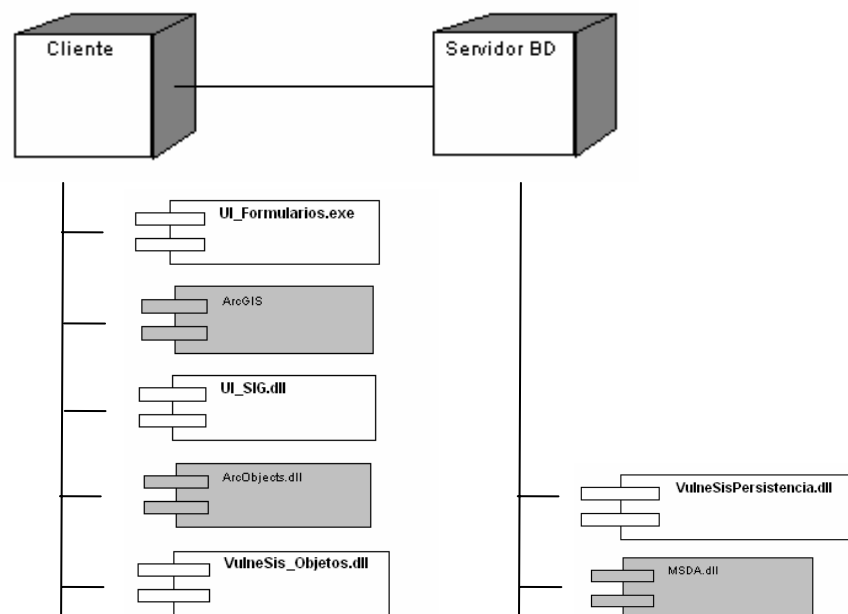 Cliente
Servidor BD
UI_Formularios.exe
ArcGIS
UI_SIG.dll
ArcObjects.dll
VulneSisPersistencia.dll
VulneSis_Objetos.dll
MSDA.dll